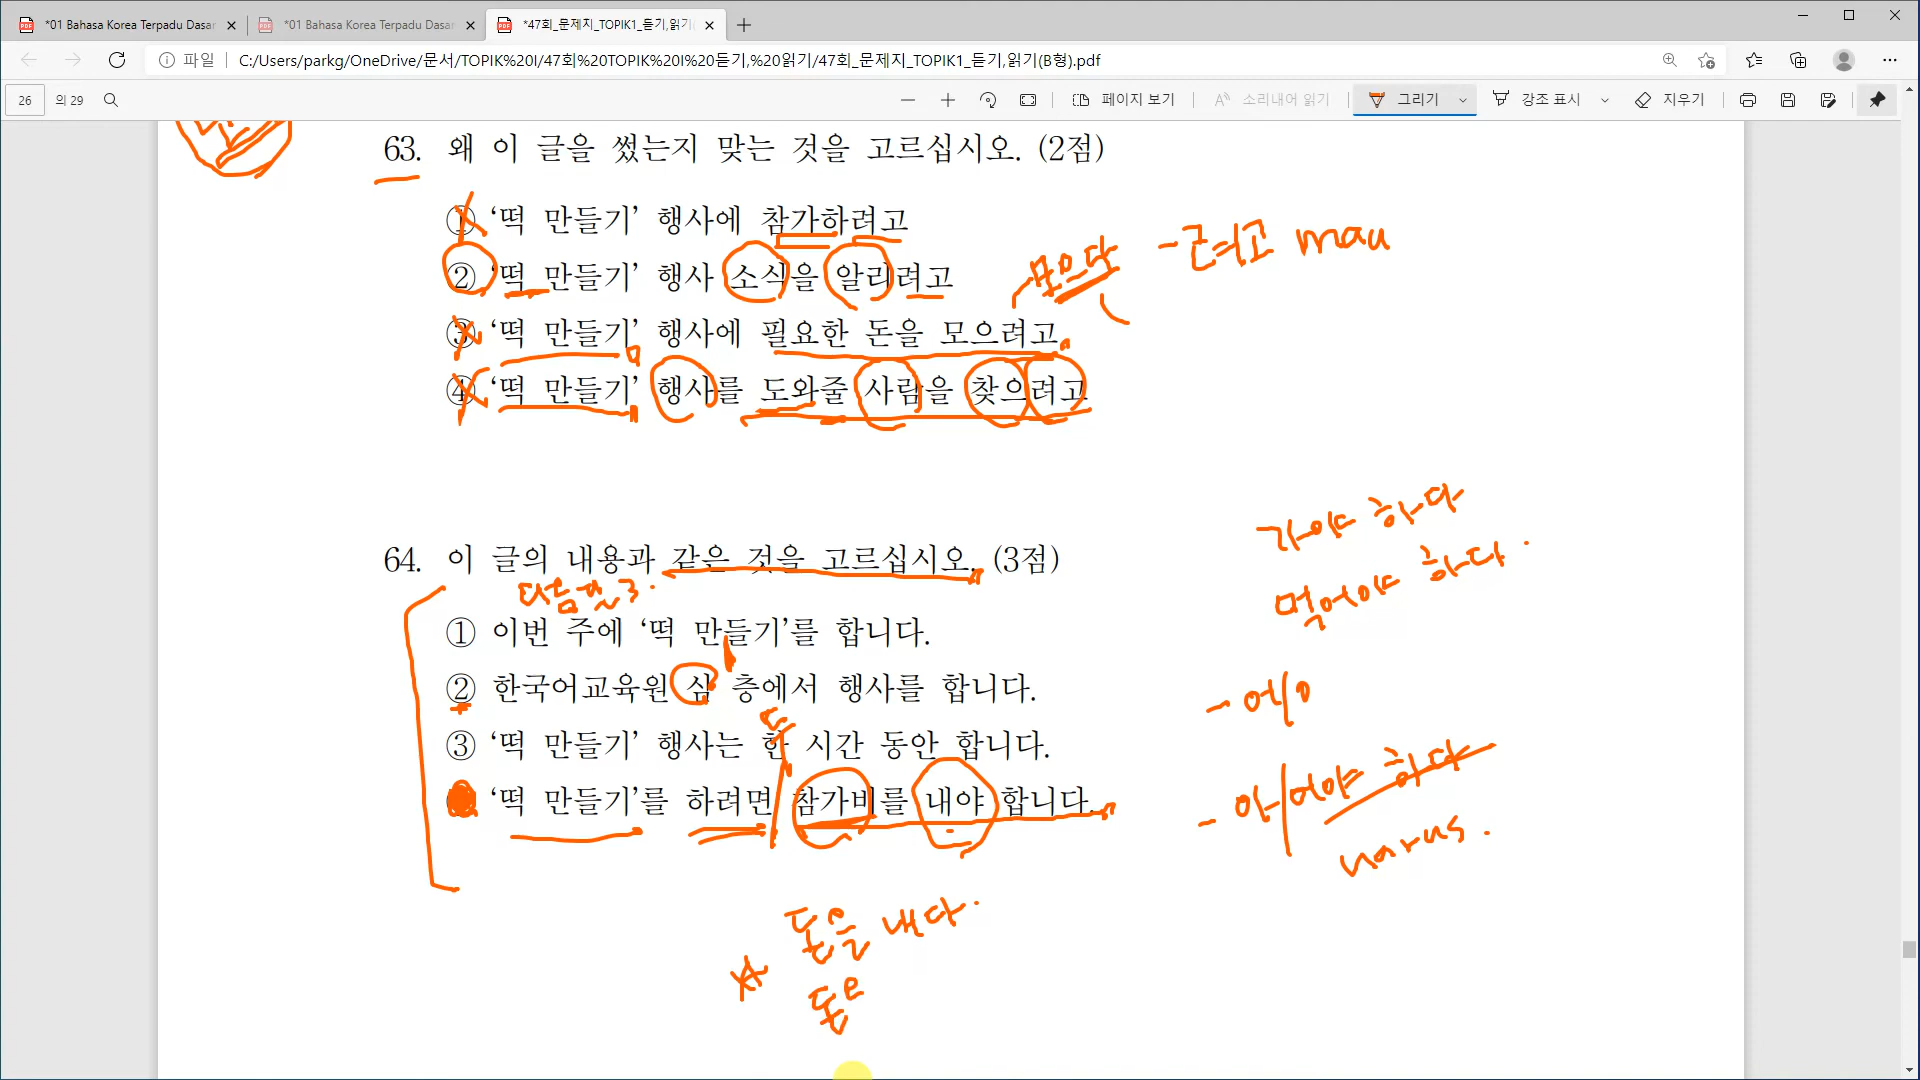 *01 Bahasa Korea Terpadu Dasar
*01 Bahasa Korea Terpadu Dasar
*47회_문제지_TOPIK1_듣기,읽기(
파일 C:/Users/parkg/OneDrive/문서/TOPIK%20I/47회%20TOPIK%20I%20듣기,%20읽기/47회_문제지_TOPIK1_듣기,읽기(B형).pdf
26 의 29 페이지 보기 소리내어 읽기 그리기 강조 표시 지우기
63. 왜 이 글을 썼는지 맞는 것을 고르십시오. (2점)
① ‘떡 만들기’ 행사에 참가하려고
② ‘떡 만들기’ 행사 소식을 알리려고
모으다 -려고 mau
③ ‘떡 만들기’ 행사에 필요한 돈을 모으려고
④ ‘떡 만들기’ 행사를 도와줄 사람을 찾으려고
가야 하다
먹어야 하다.
64. 이 글의 내용과 같은 것을 고르십시오. (3점)
다음 주
① 이번 주에 ‘떡 만들기’를 합니다.
② 한국어교육원 삼 층에서 행사를 합니다.
- 어/아
두
③ ‘떡 만들기’ 행사는 한 시간 동안 합니다.
‘떡 만들기’를 하려면 참가비를 내야 합니다.
- 아/어야 하다
harus.
돈을 내다.
돈